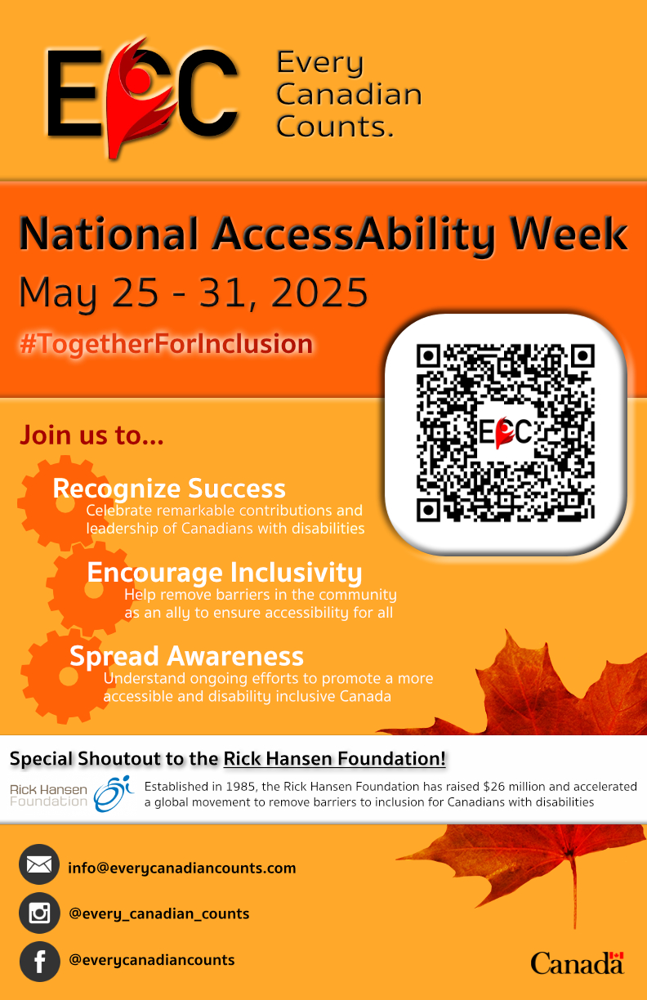 ECC
Every
Canadian
Counts.
National AccessAbility Week
May 25 - 31, 2025
#TogetherForInclusion
ECC
Join us to...
Recognize Success
Celebrate remarkable contributions and
leadership of Canadians with disabilities
Encourage Inclusivity
Help remove barriers in the community
as an ally to ensure accessibility for all
Spread Awareness
Understand ongoing efforts to promote a more
accessible and disability inclusive Canada
Special Shoutout to the Rick Hansen Foundation!
Rick Hansen
Foundation
Established in 1985, the Rick Hansen Foundation has raised $26 million and accelerated
a global movement to remove barriers to inclusion for Canadians with disabilities
info@everycanadiancounts.com
@every_canadian_counts
@everycanadiancounts
Canada